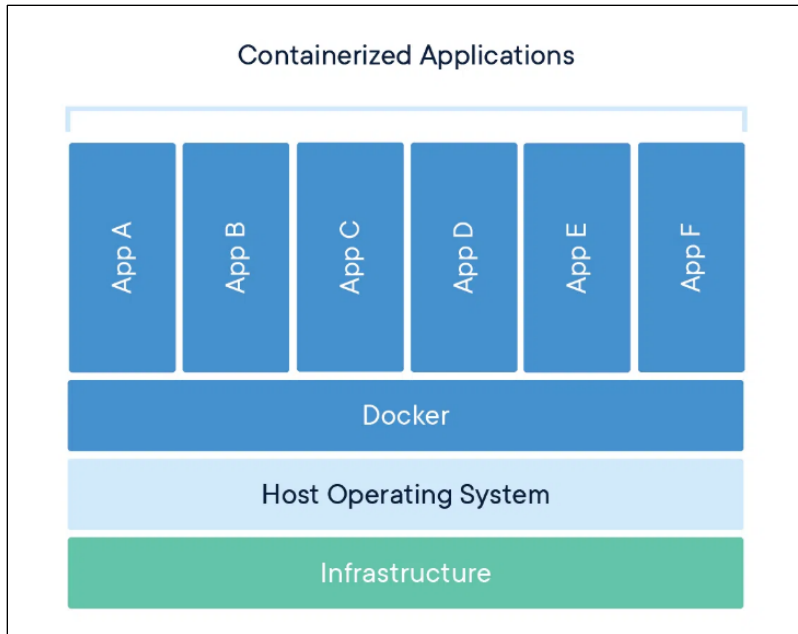 Containerized Applications
App A
App B
App C
App D
App E
App F
Docker
Host Operating System
Infrastructure